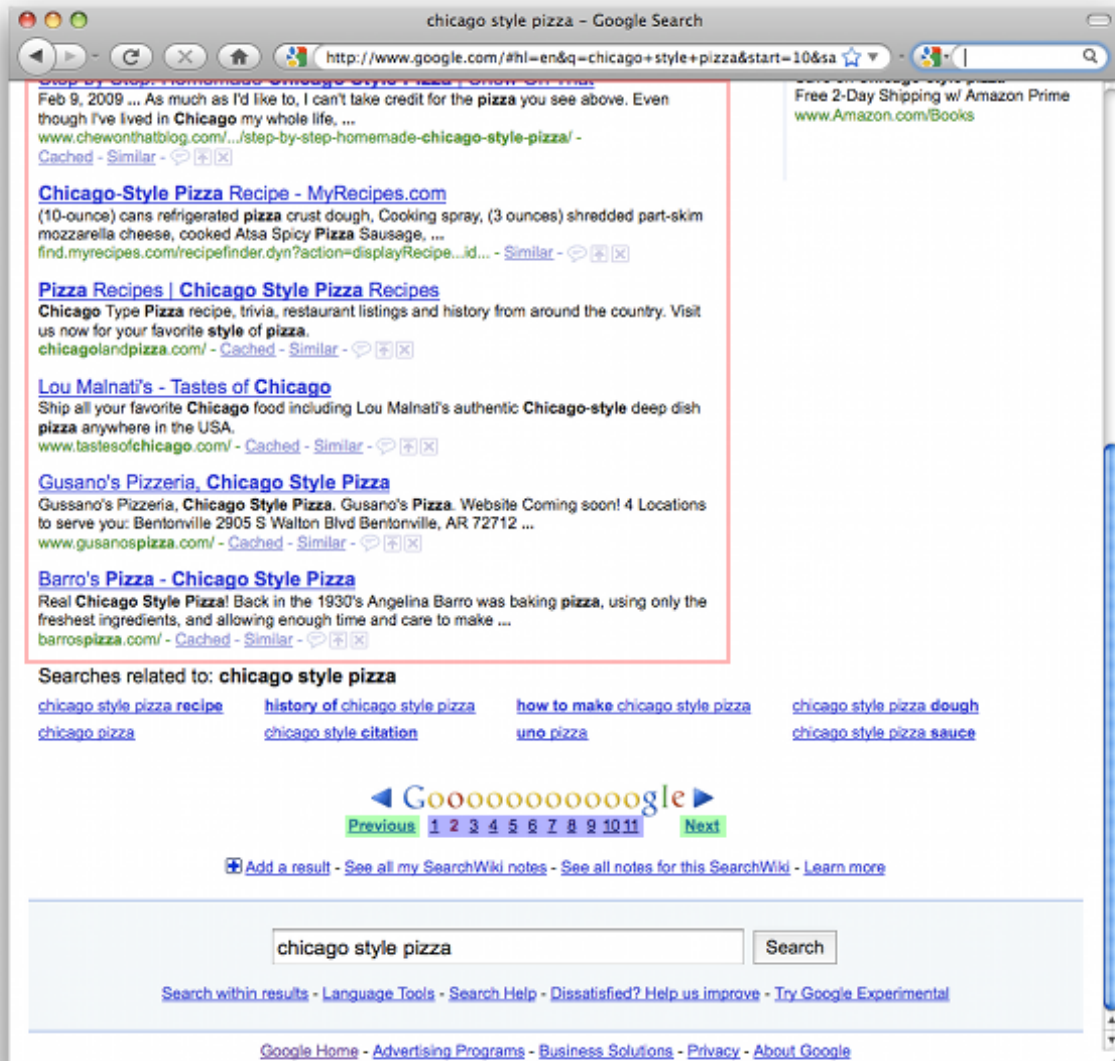 chicago style pizza – Google Search
http://www.google.com/#hl=en&q=chicago+style+pizza&start=10&sa
Step by Step: Homemade Chicago Style Pizza | Chew On That
Feb 9, 2009 ... As much as I'd like to, I can't take credit for the pizza you see above. Even
though I've lived in Chicago my whole life, ...
www.chewonthatblog.com/.../step-by-step-homemade-chicago-style-pizza/ -
Cached - Similar -
Chicago-Style Pizza Recipe - MyRecipes.com
(10-ounce) cans refrigerated pizza crust dough, Cooking spray, (3 ounces) shredded part-skim
mozzarella cheese, cooked Atsa Spicy Pizza Sausage, ...
find.myrecipes.com/recipefinder.dyn?action=displayRecipe...id... - Similar -
Pizza Recipes | Chicago Style Pizza Recipes
Chicago Type Pizza recipe, trivia, restaurant listings and history from around the country. Visit
us now for your favorite style of pizza.
chicagolandpizza.com/ - Cached - Similar -
Lou Malnati's - Tastes of Chicago
Ship all your favorite Chicago food including Lou Malnati's authentic Chicago-style deep dish
pizza anywhere in the USA.
www.tastesofchicago.com/ - Cached - Similar -
Gusano's Pizzeria, Chicago Style Pizza
Gussano's Pizzeria, Chicago Style Pizza. Gusano's Pizza. Website Coming soon! 4 Locations
to serve you: Bentonville 2905 S Walton Blvd Bentonville, AR 72712 ...
www.gusanospizza.com/ - Cached - Similar -
Barro's Pizza - Chicago Style Pizza
Real Chicago Style Pizza! Back in the 1930's Angelina Barro was baking pizza, using only the
freshest ingredients, and allowing enough time and care to make ...
barrospizza.com/ - Cached - Similar -
Free 2-Day Shipping w/ Amazon Prime
www.Amazon.com/Books
Searches related to: chicago style pizza
chicago style pizza recipe history of chicago style pizza how to make chicago style pizza chicago style pizza dough
chicago pizza chicago style citation uno pizza chicago style pizza sauce
Gooooooooooogle
Previous 1 2 3 4 5 6 7 8 9 10 11 Next
Add a result - See all my SearchWiki notes - See all notes for this SearchWiki - Learn more
chicago style pizza Search
Search within results - Language Tools - Search Help - Dissatisfied? Help us improve - Try Google Experimental
Google Home - Advertising Programs - Business Solutions - Privacy - About Google